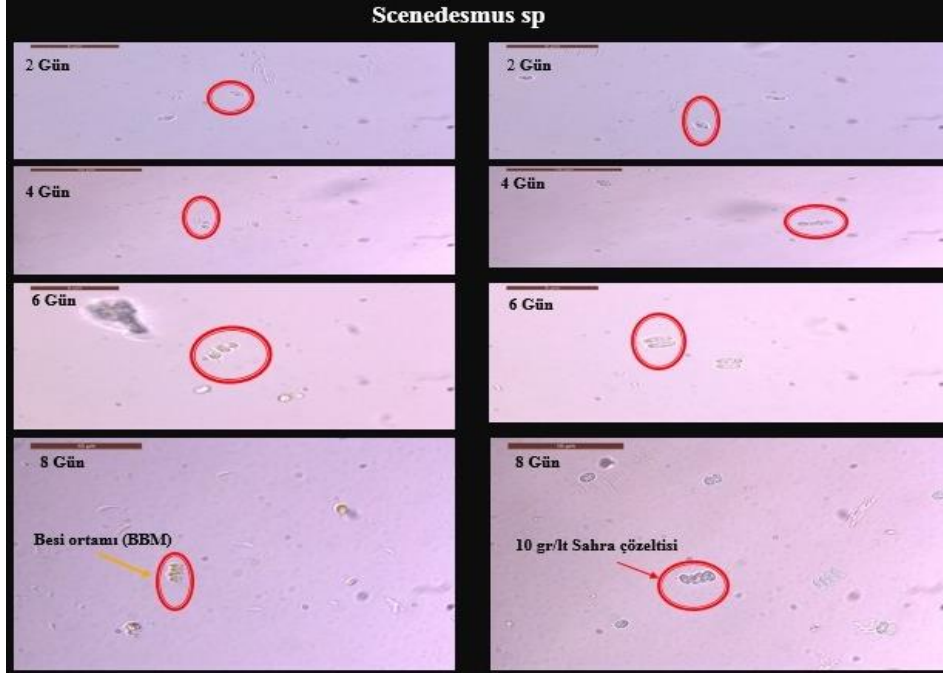 Scenedesmus sp
2 Gün
2 Gün
4 Gün
4 Gün
6 Gün
6 Gün
8 Gün
8 Gün
Besi ortamı (BBM)
10 gr/lt Sahra çözeltisi